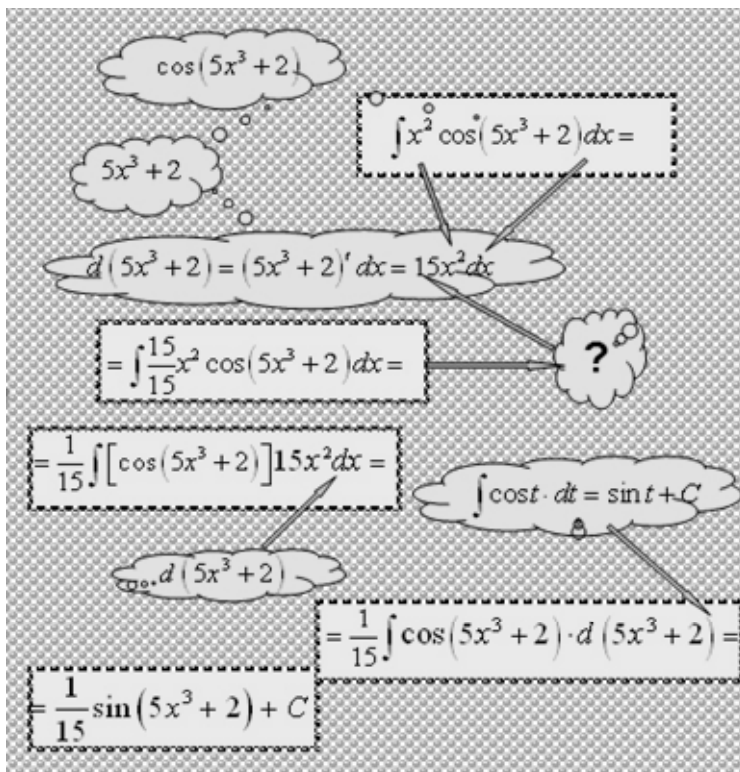 cos(5x³ + 2)
∫x² cos(5x³ + 2)dx =
5x³ + 2
d(5x³ + 2) = (5x³ + 2)′ dx = 15x²dx
= ∫15/15 x² cos(5x³ + 2)dx =
?
= 1/15 ∫[cos(5x³ + 2)]15x²dx =
∫cost · dt = sin t + C
d(5x³ + 2)
= 1/15 ∫cos(5x³ + 2) · d(5x³ + 2) =
= 1/15 sin(5x³ + 2) + C